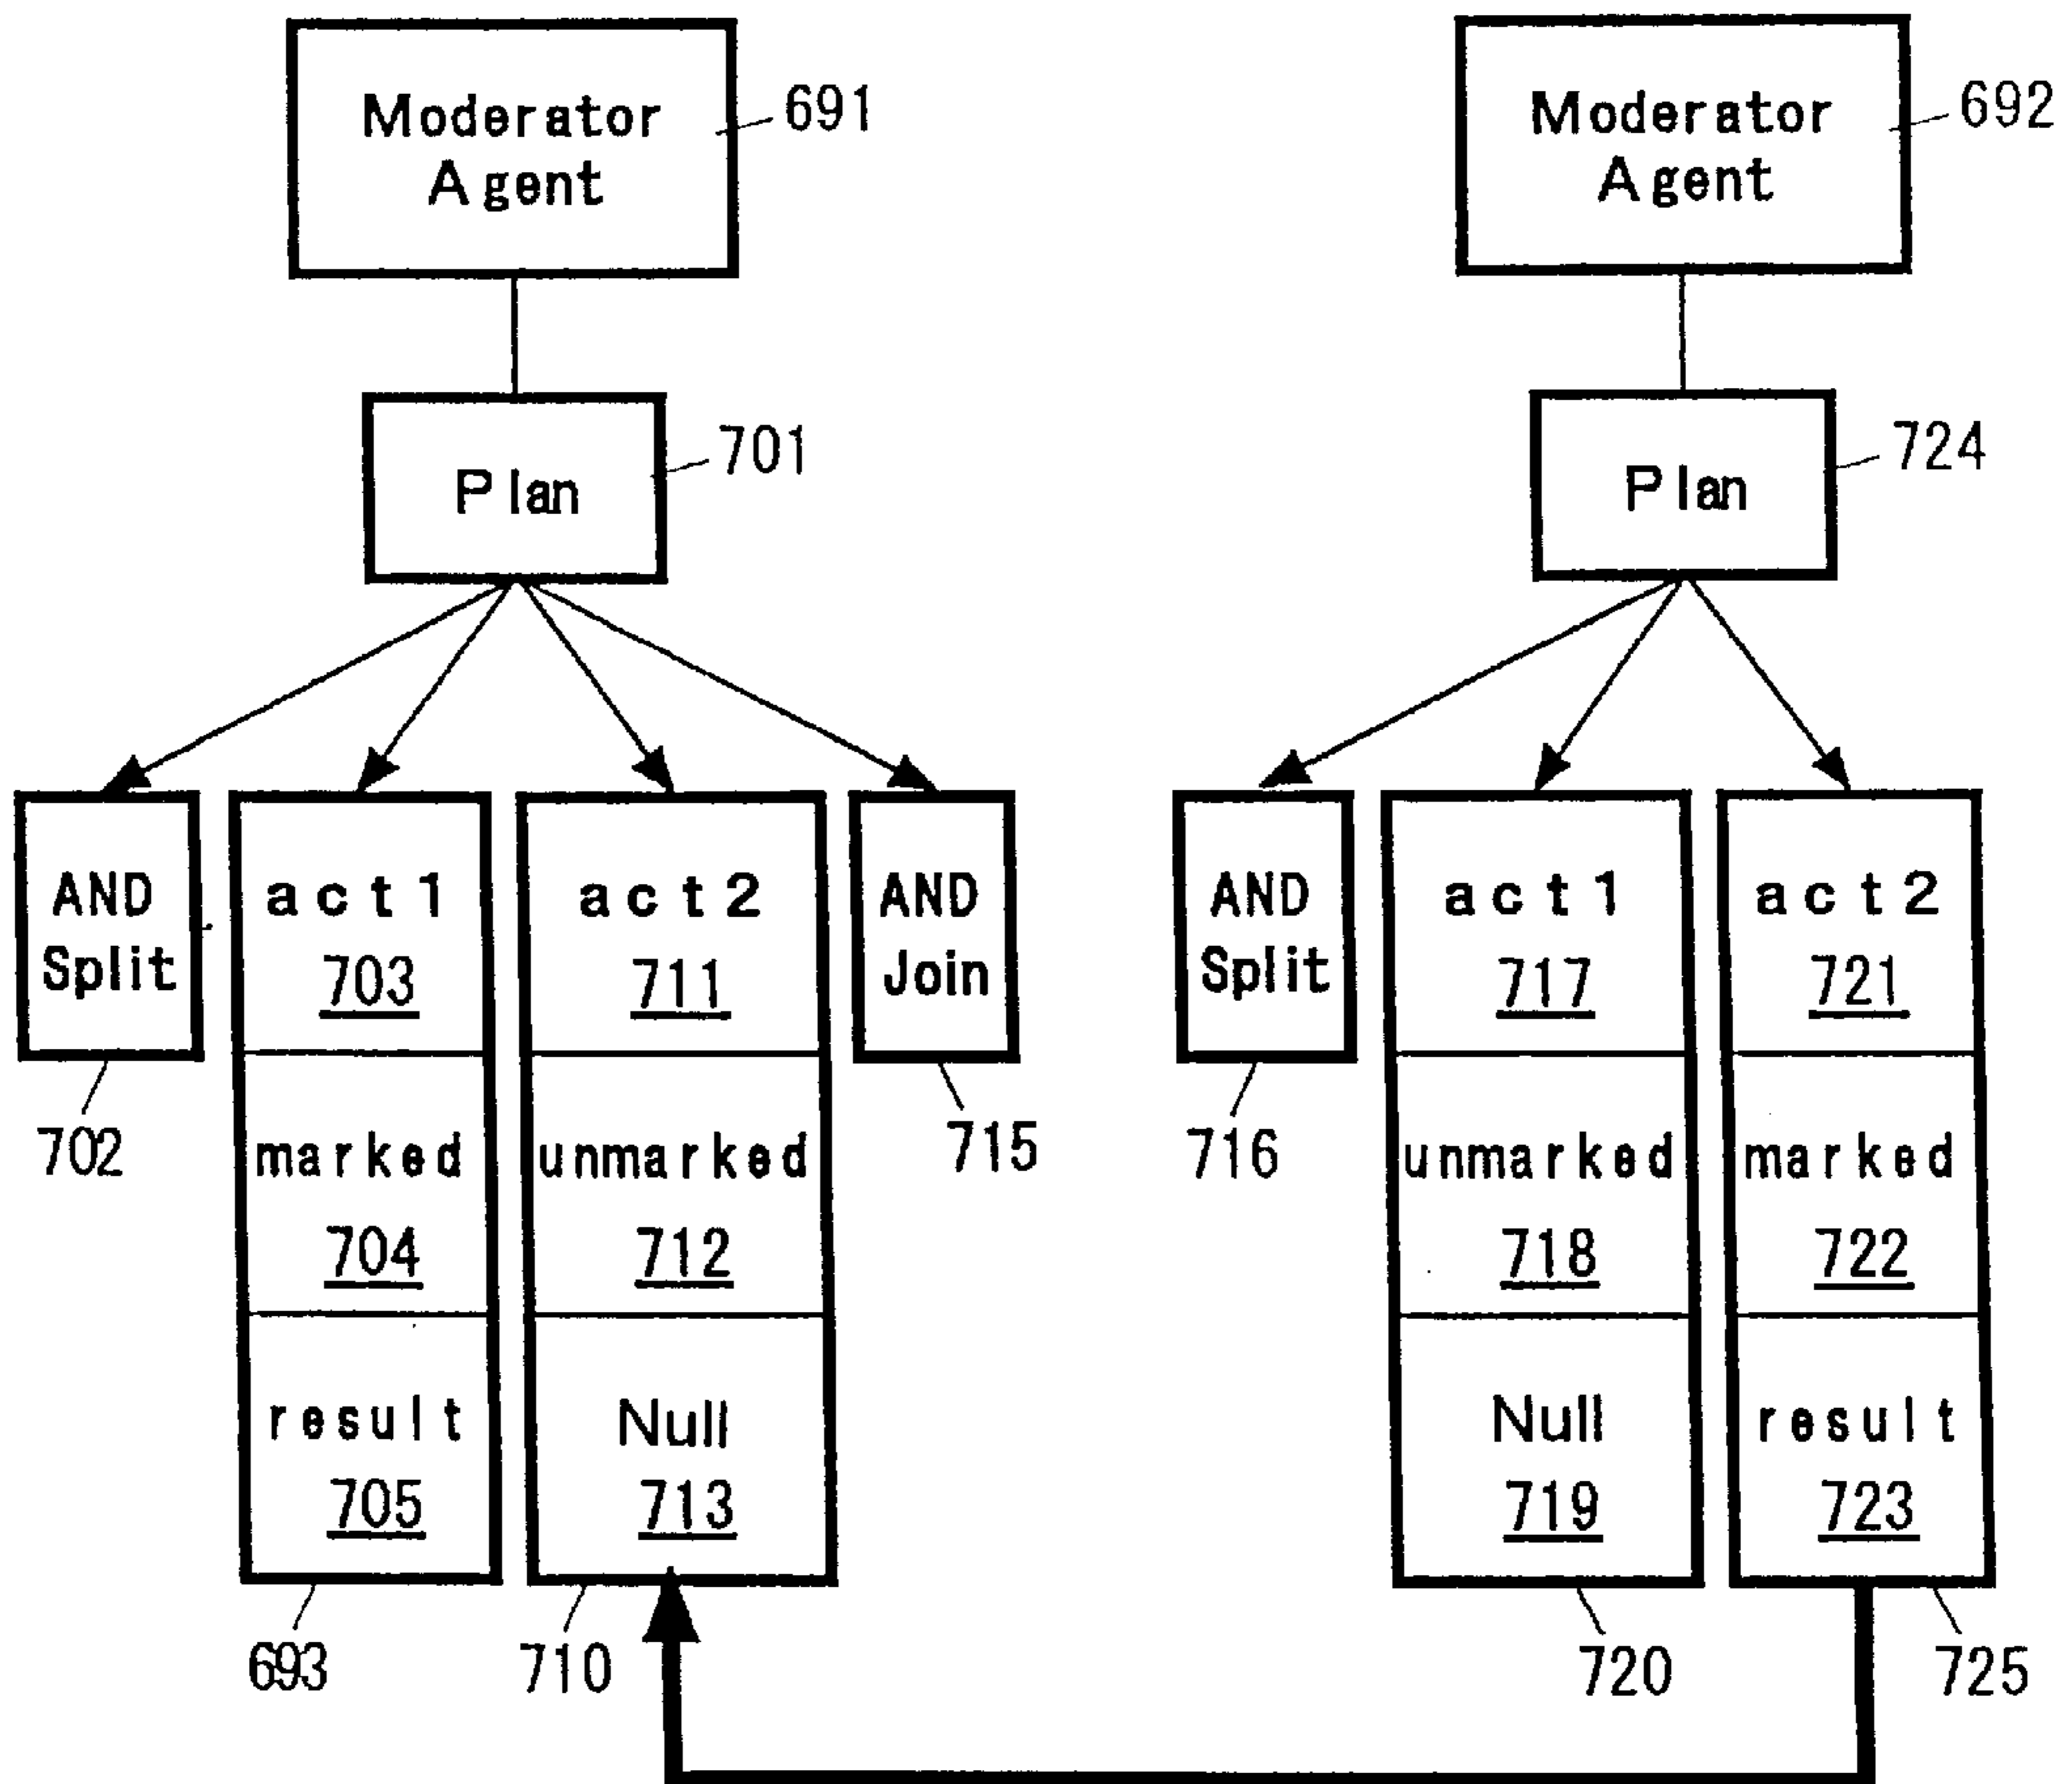 Moderator
Agent
691
Moderator
Agent
692
Plan
701
Plan
724
AND
Split
702
act1
703
marked
704
result
705
693
act2
711
unmarked
712
Null
713
710
AND
Join
715
AND
Split
716
act1
717
unmarked
718
Null
719
720
act2
721
marked
722
result
723
725